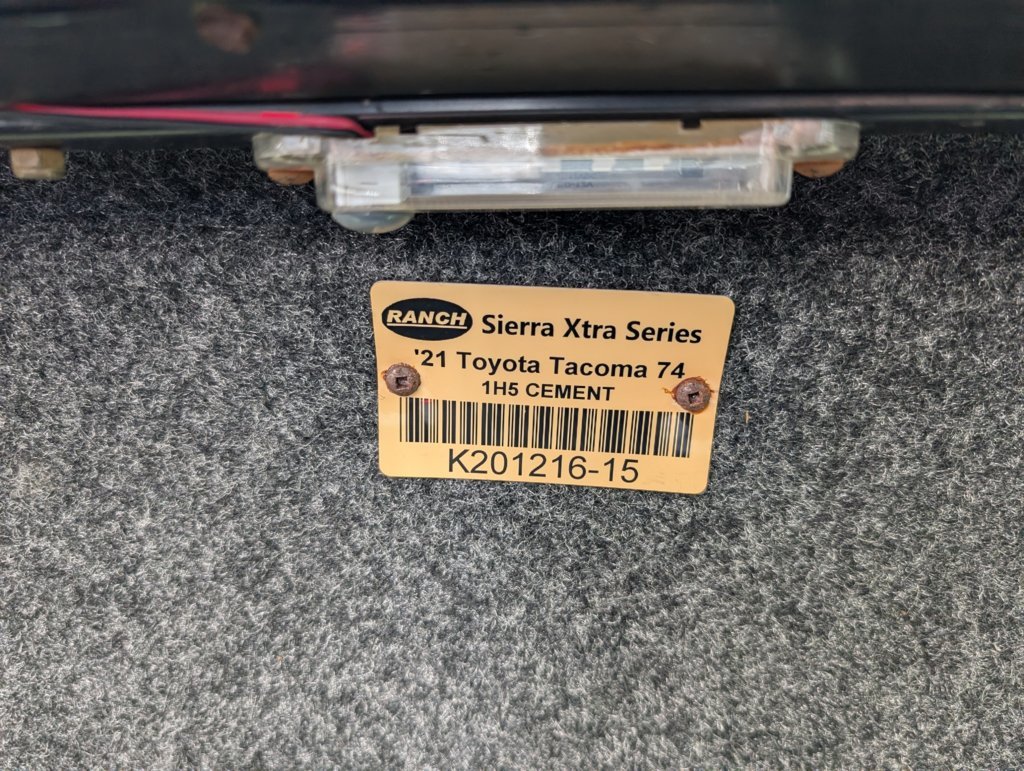 RANCH Sierra Xtra Series
'21 Toyota Tacoma 74
1H5 CEMENT
K201216-15